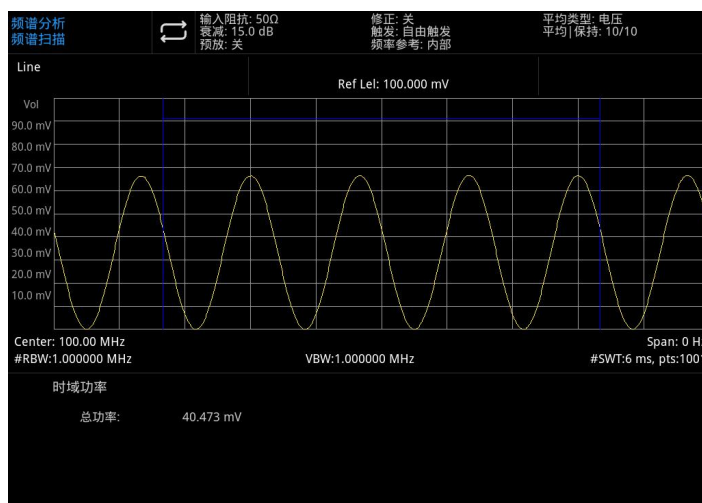 频谱分析
频谱扫描
输入阻抗: 50Ω
衰减: 15.0 dB
预放: 关
修正: 关
触发: 自由触发
频率参考: 内部
平均类型: 电压
平均|保持: 10/10
Line
Ref Lel: 100.000 mV
Vol
90.0 mV
80.0 mV
70.0 mV
60.0 mV
50.0 mV
40.0 mV
30.0 mV
20.0 mV
10.0 mV
Center: 100.00 MHz
Span: 0 H
#RBW:1.000000 MHz
VBW:1.000000 MHz
#SWT:6 ms, pts:1001
时域功率
总功率:
40.473 mV